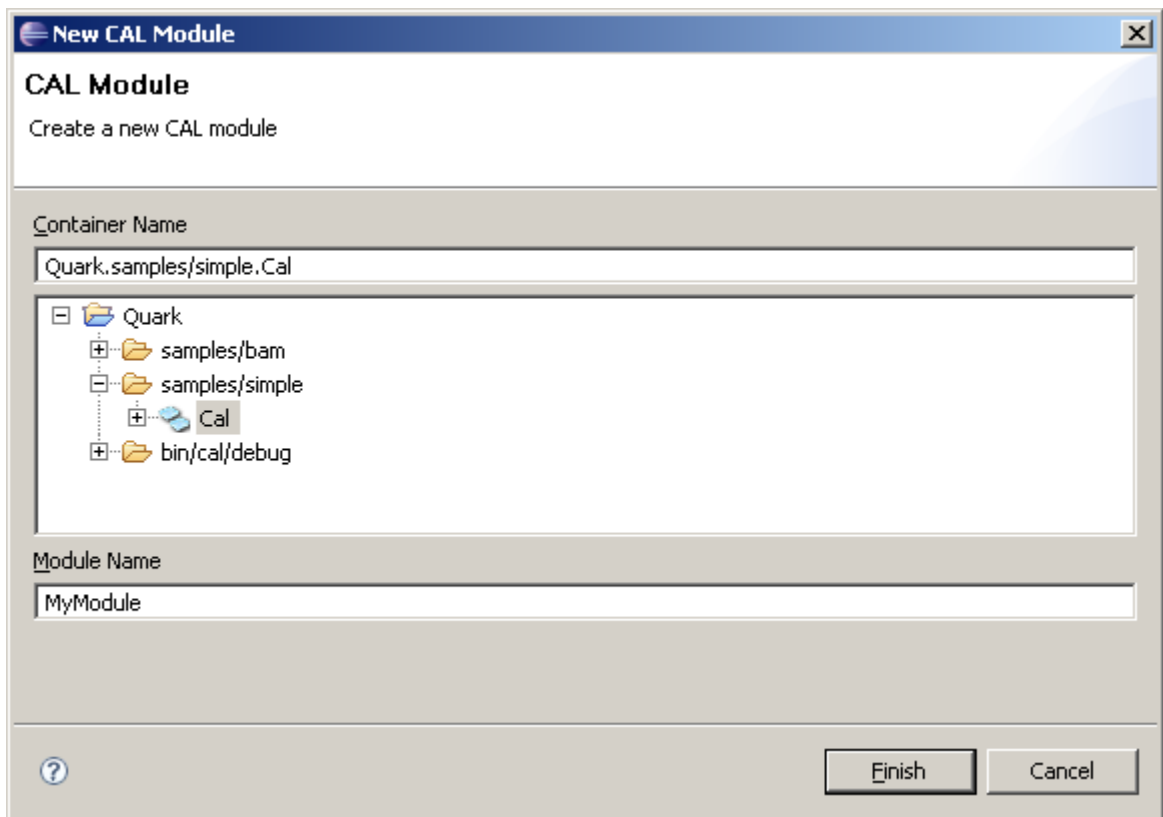 New CAL Module
CAL Module
Create a new CAL module
Container Name
Quark.samples/simple.Cal
Quark
samples/bam
samples/simple
Cal
bin/cal/debug
Module Name
MyModule
?
Finish
Cancel